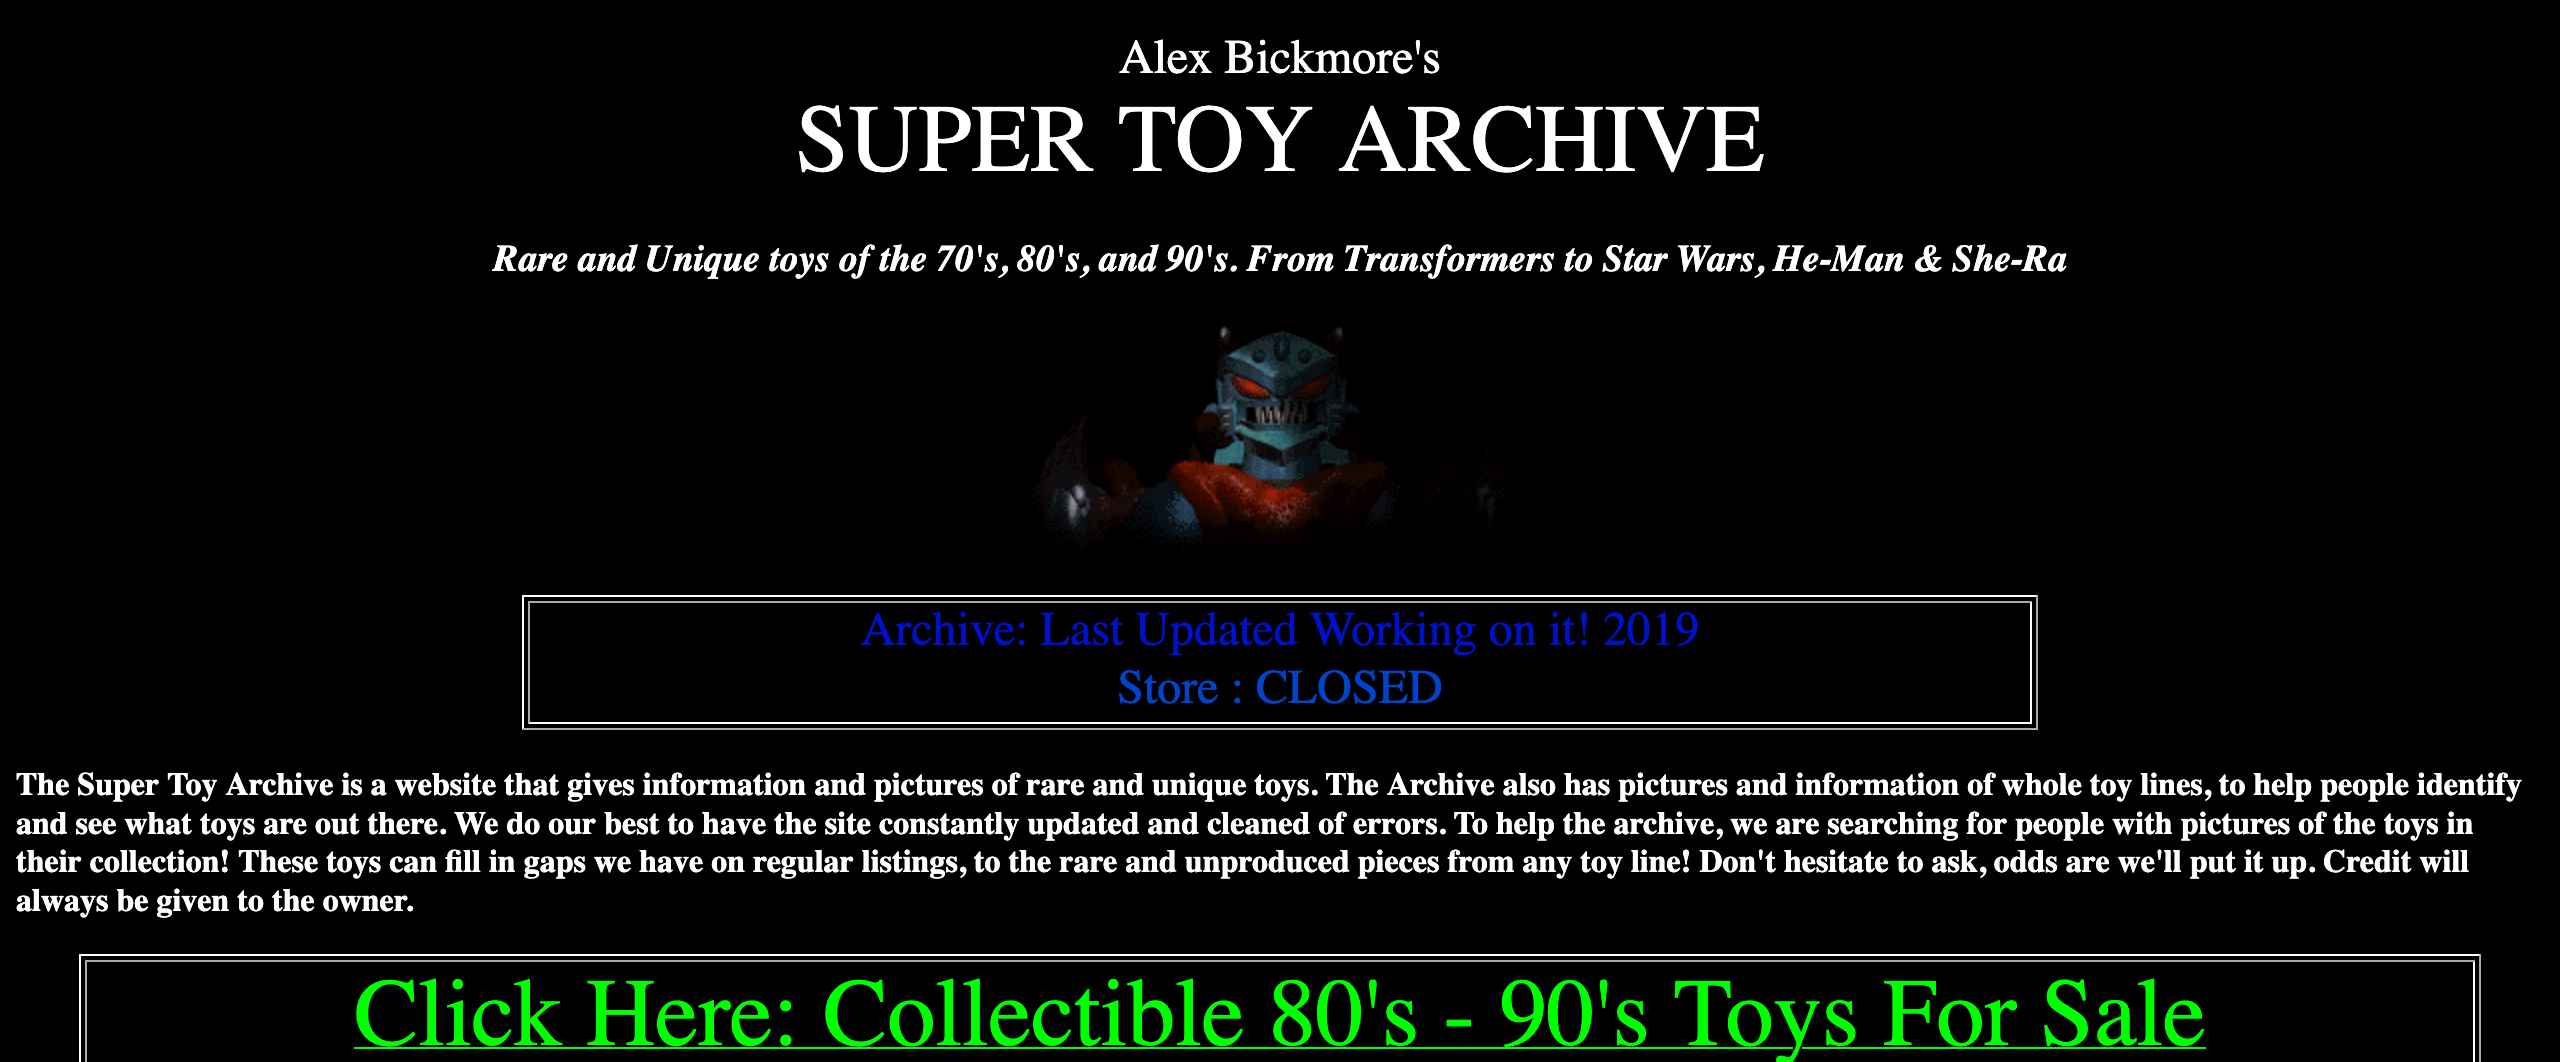 Alex Bickmore's
SUPER TOY ARCHIVE
Rare and Unique toys of the 70's, 80's, and 90's. From Transformers to Star Wars, He-Man & She-Ra
Archive: Last Updated Working on it! 2019
Store : CLOSED
The Super Toy Archive is a website that gives information and pictures of rare and unique toys. The Archive also has pictures and information of whole toy lines, to help people identify
and see what toys are out there. We do our best to have the site constantly updated and cleaned of errors. To help the archive, we are searching for people with pictures of the toys in
their collection! These toys can fill in gaps we have on regular listings, to the rare and unproduced pieces from any toy line! Don't hesitate to ask, odds are we'll put it up. Credit will
always be given to the owner.
Click Here: Collectible 80's - 90's Toys For Sale